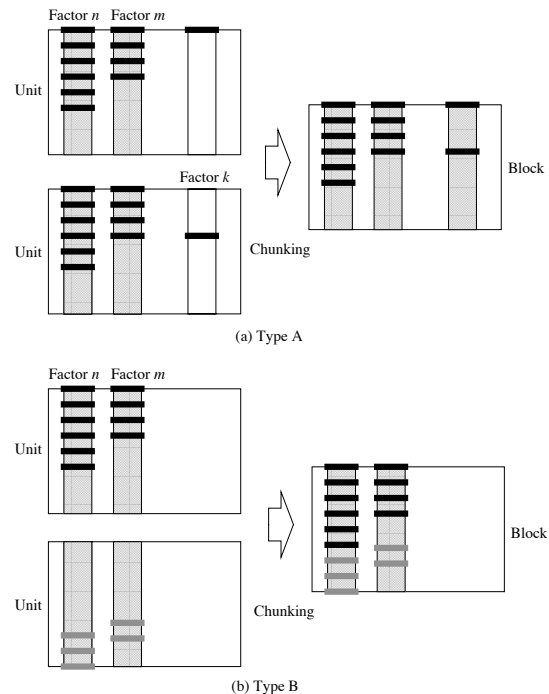 Factor n Factor m
Unit
Factor k
Block
Unit
Chunking
(a) Type A
Factor n Factor m
Unit
Block
Chunking
Unit
(b) Type B